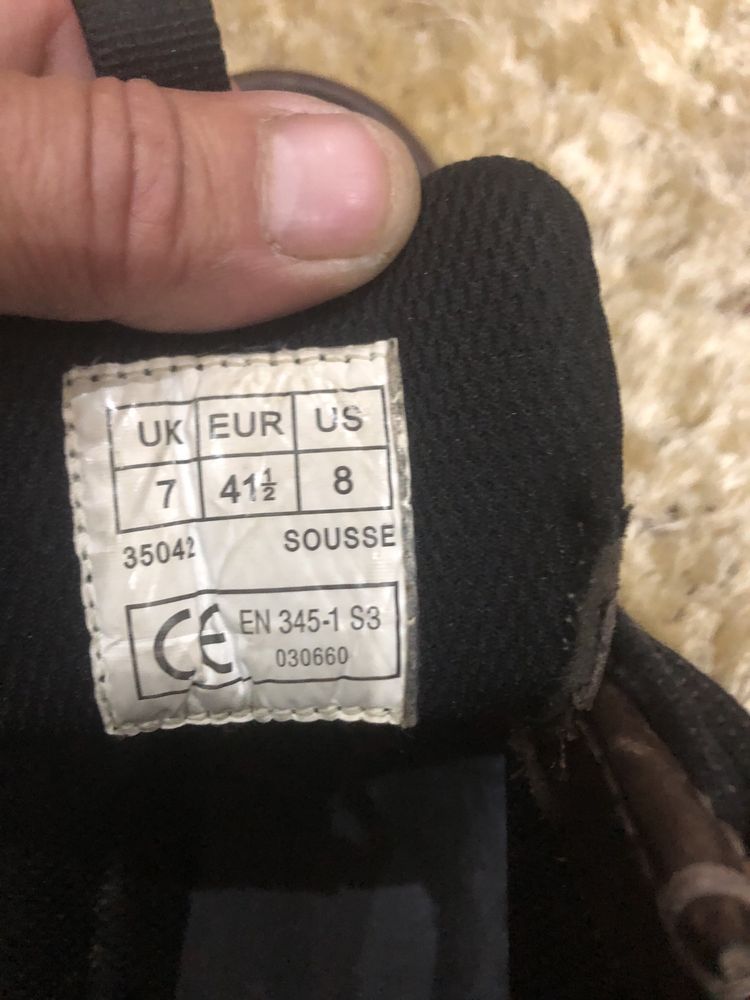 UK EUR US
7 41½ 8
35042 SOUSSE
CE EN 345-1 S3
030660